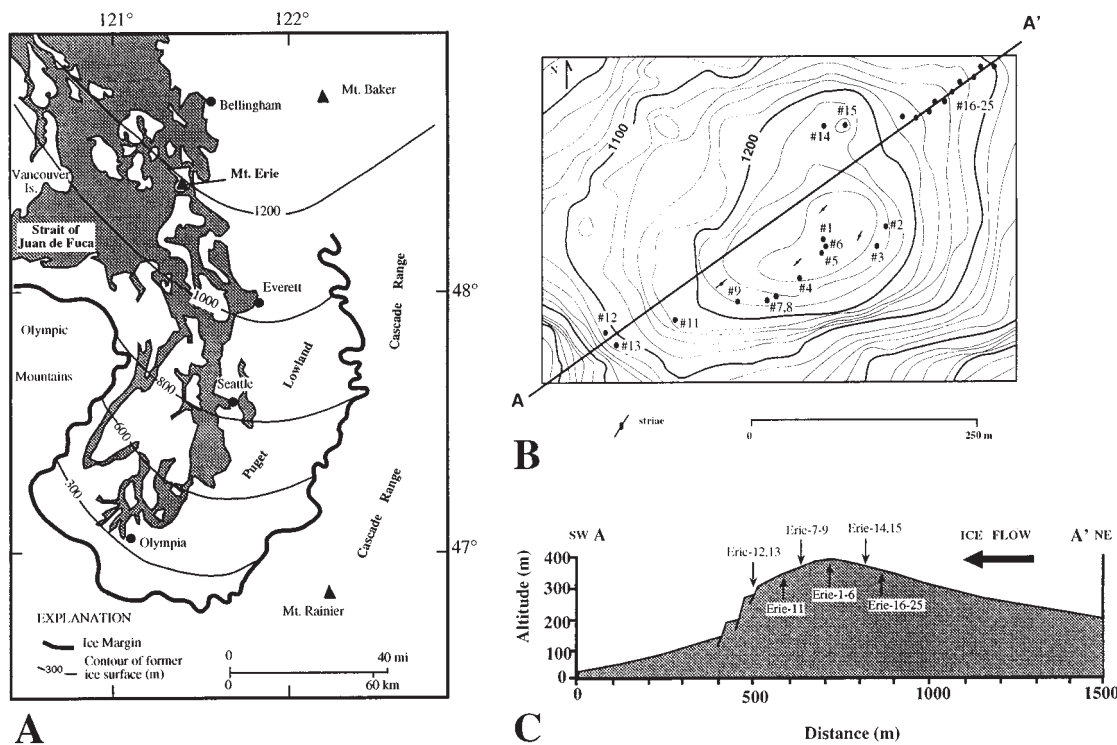 121°
122°
Bellingham
Mt. Baker
Vancouver
Is.
Mt. Erie
1200
Strait of
Juan de Fuca
Everett
1000
48°
Olympic
Mountains
Cascade Range
Lowland
Seattle
800
600
Puget
300
Cascade Range
Olympia
47°
Mt. Rainier
EXPLANATION
Ice Margin
300
Contour of former
ice surface (m)
0
40 mi
0
60 km
A
A'
N
1100
1200
#15
#14
#16-25
#1
#2
#6
#5
#3
#4
#9
#7,8
#12
#11
#13
A
striae
0
250 m
B
SW A
Erie-12,13
Erie-7-9
Erie-14,15
ICE FLOW
A' NE
400
300
200
100
0
Altitude (m)
Erie-11
Erie-1-6
Erie-16-25
0
500
1000
1500
Distance (m)
C